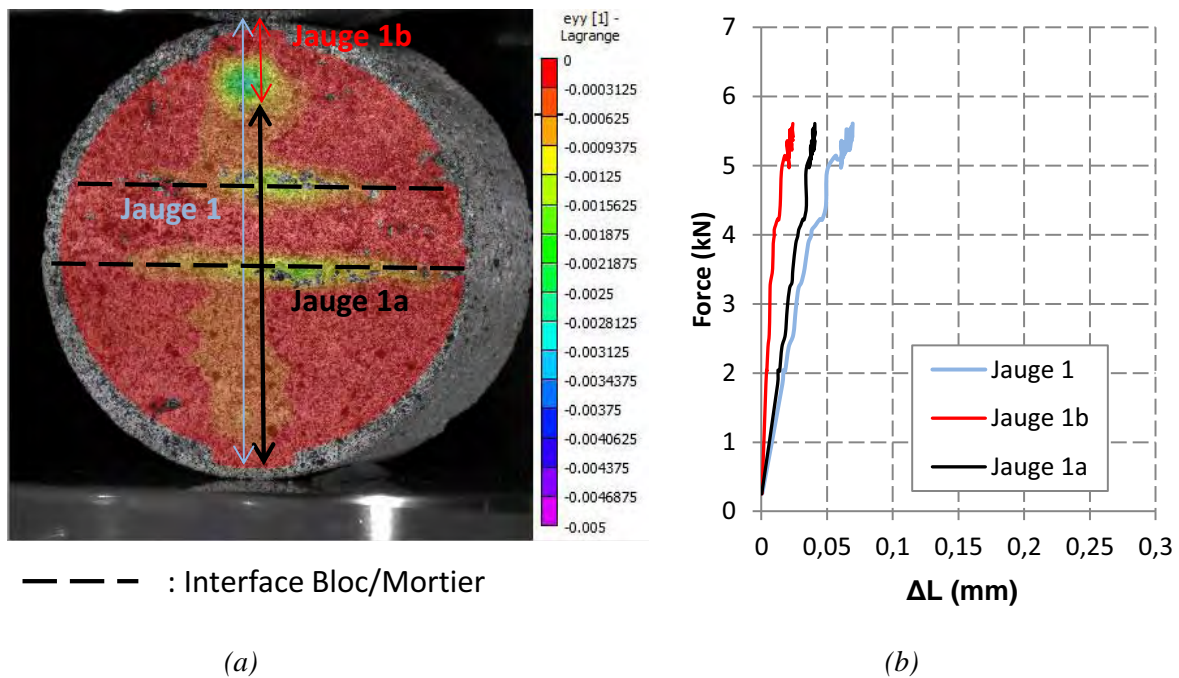 eyy [1] -
Lagrange
0
-0.0003125
-0.000625
-0.0009375
-0.00125
-0.0015625
-0.001875
-0.0021875
-0.0025
-0.0028125
-0.003125
-0.0034375
-0.00375
-0.0040625
-0.004375
-0.0046875
-0.005
Jauge 1b
Jauge 1
Jauge 1a
: Interface Bloc/Mortier
(a)
Force (kN)
7
6
5
4
3
2
1
0
Jauge 1
Jauge 1b
Jauge 1a
0 0,05 0,1 0,15 0,2 0,25 0,3
ΔL (mm)
(b)